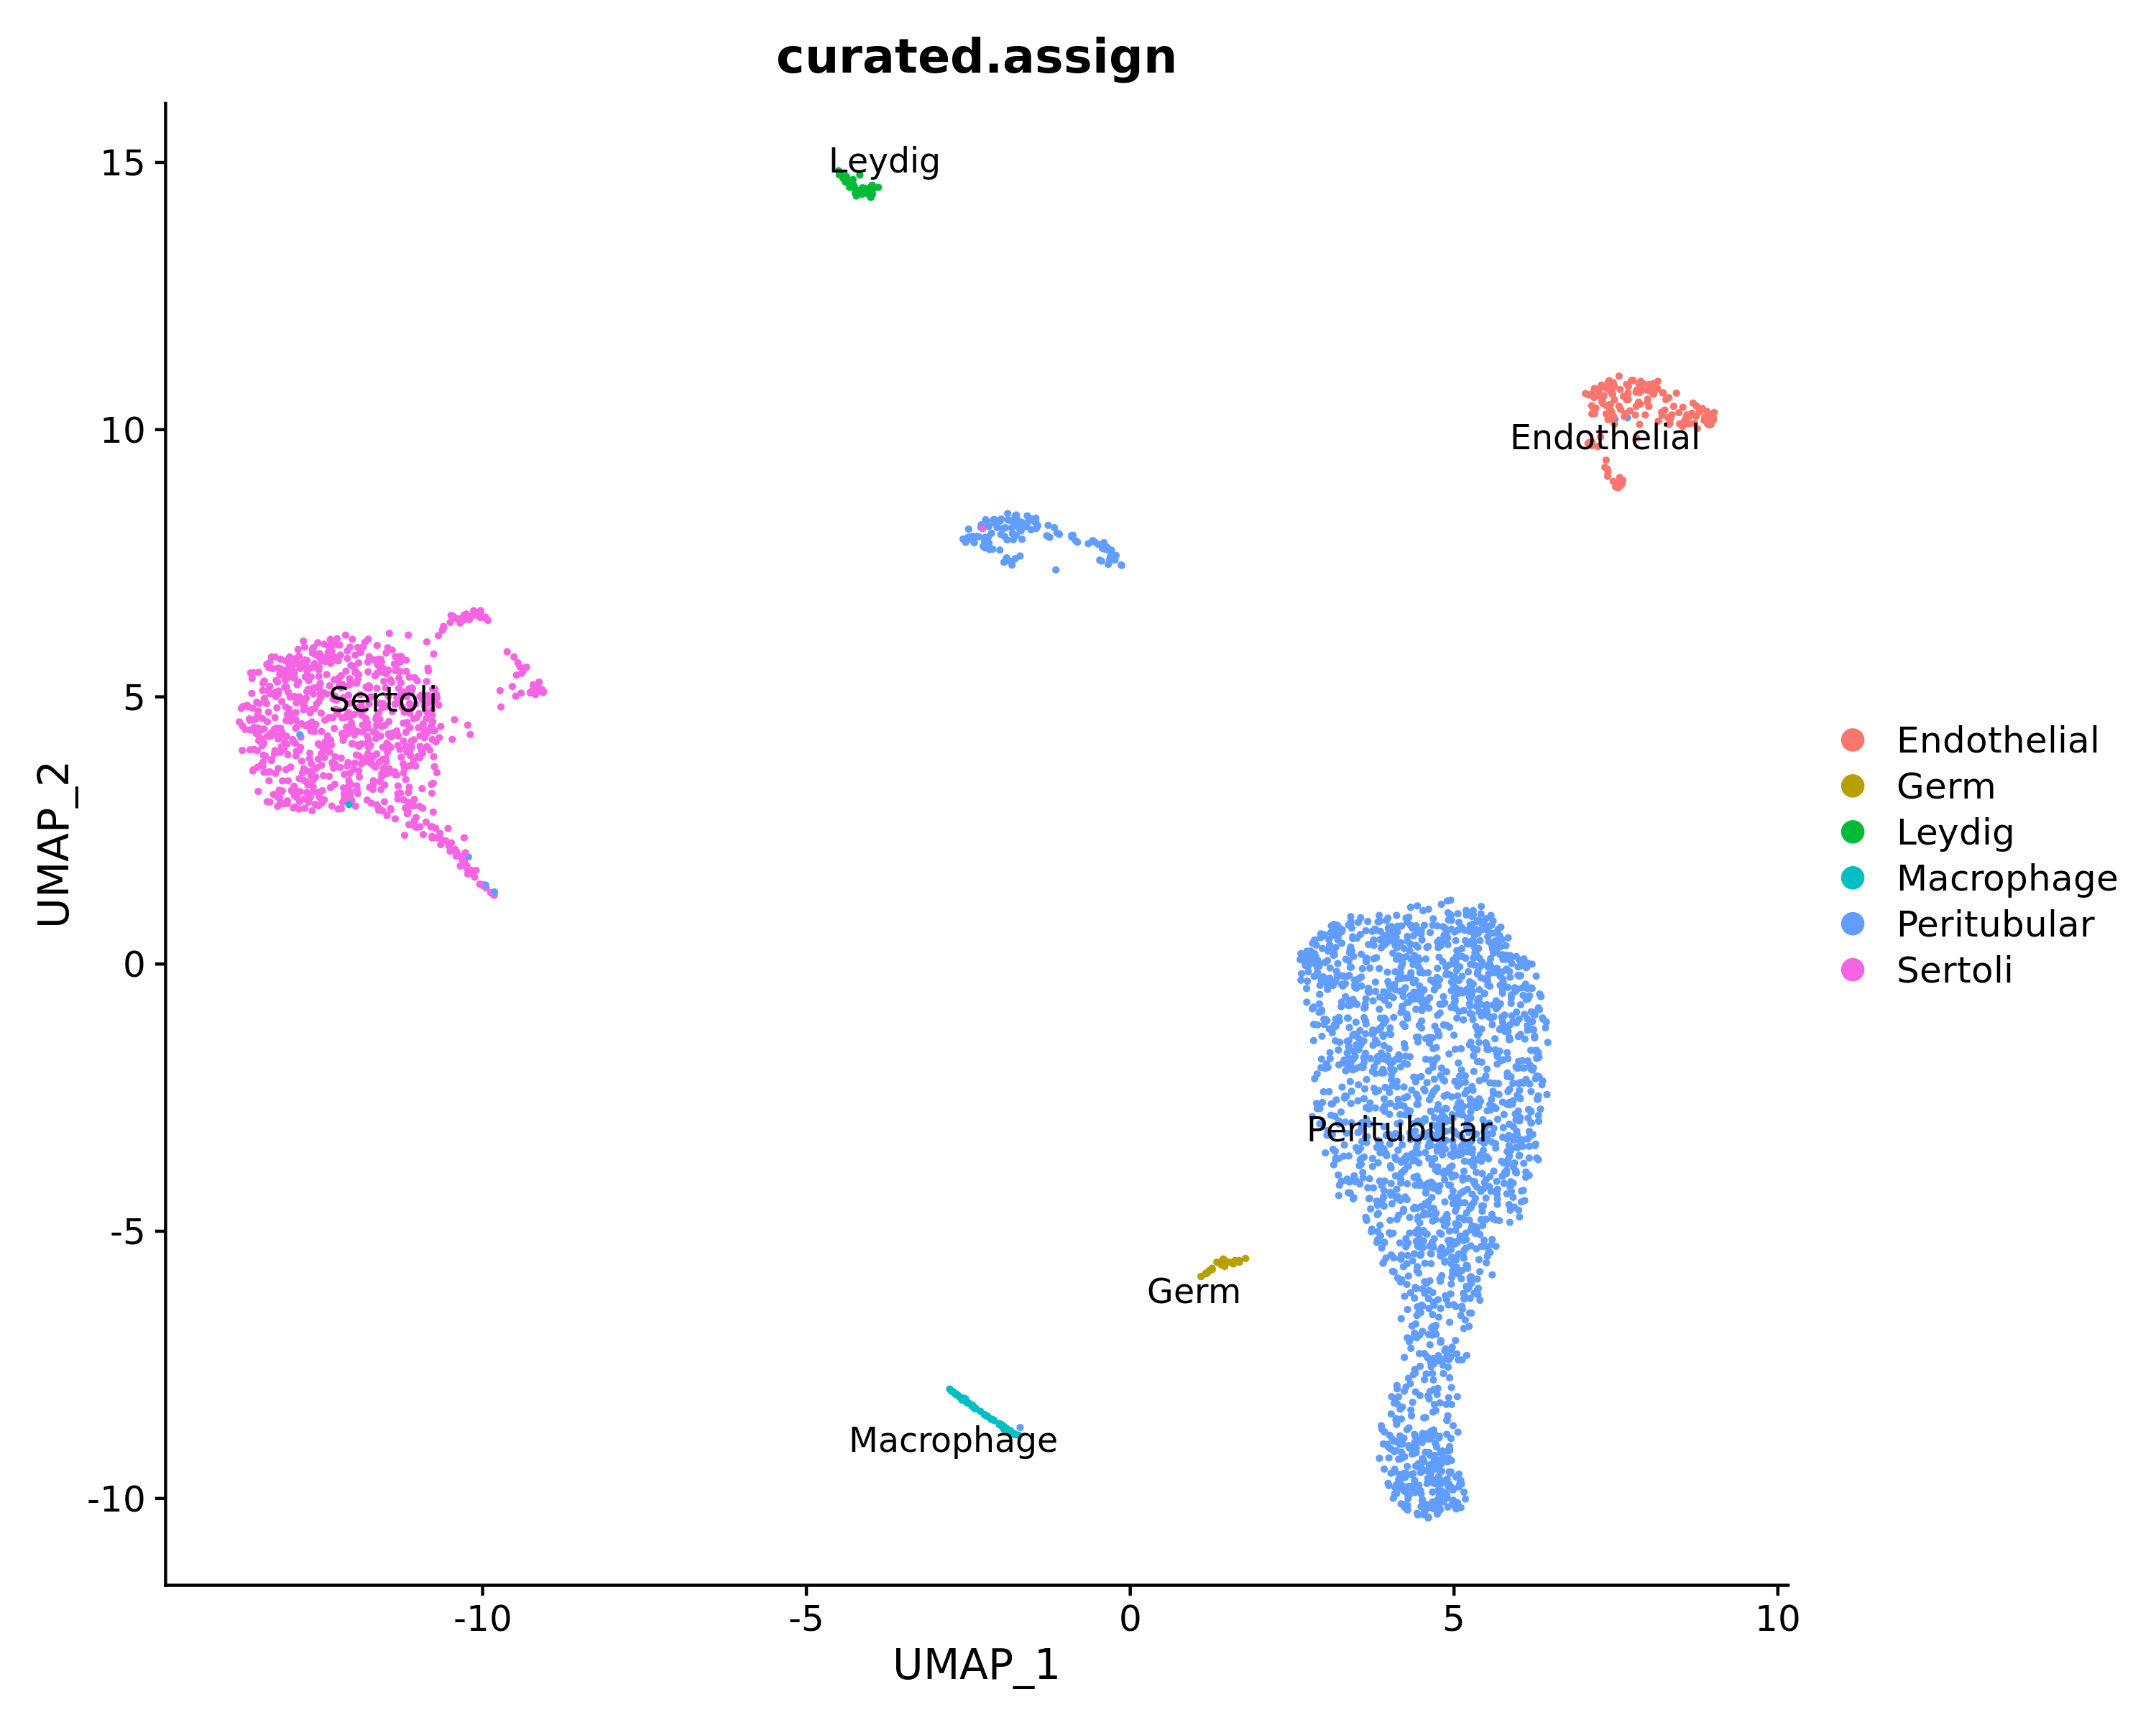 curated.assign
Leydig
Endothelial
Sertoli
Peritubular
Germ
Macrophage
15
10
5
0
-5
-10
UMAP_2
-10
-5
0
5
10
UMAP_1
Endothelial
Germ
Leydig
Macrophage
Peritubular
Sertoli